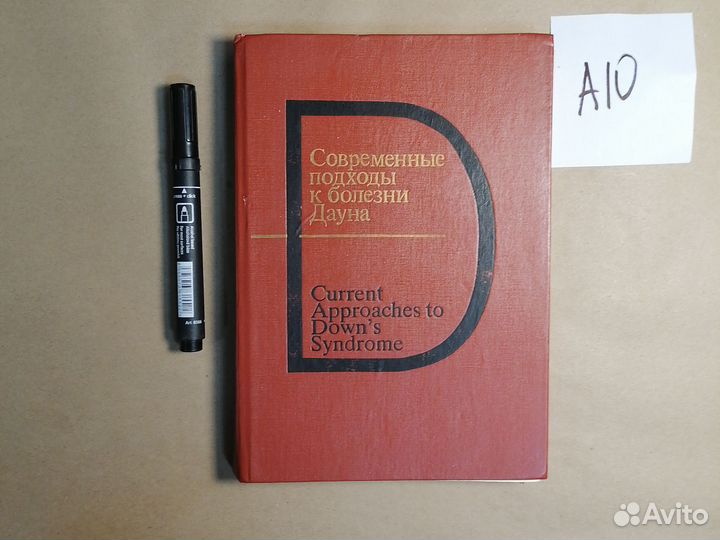 A10
Современные
подходы
к болезни
Дауна
Current
Approaches to
Down's
Syndrome
Avito